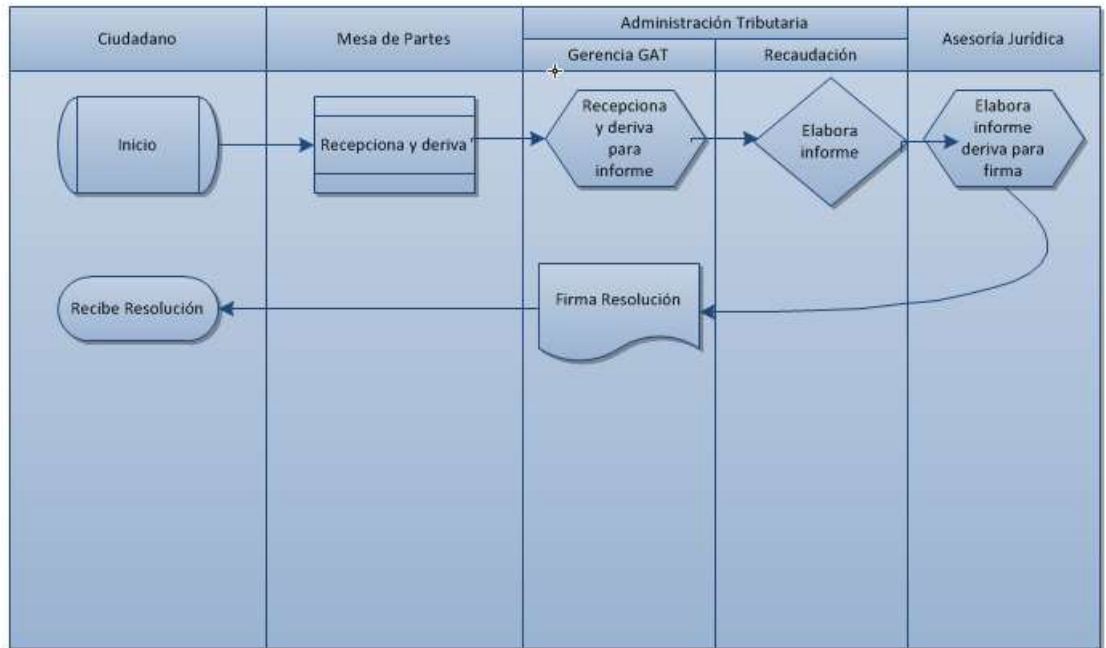 Ciudadano
Mesa de Partes
Administración Tributaria
Gerencia GAT
Recaudación
Asesoría Jurídica
Inicio
Recepciona y deriva
Recepciona
y deriva
para
informe
Elabora
informe
Elabora
informe
deriva para
firma
Recibe Resolución
Firma Resolución